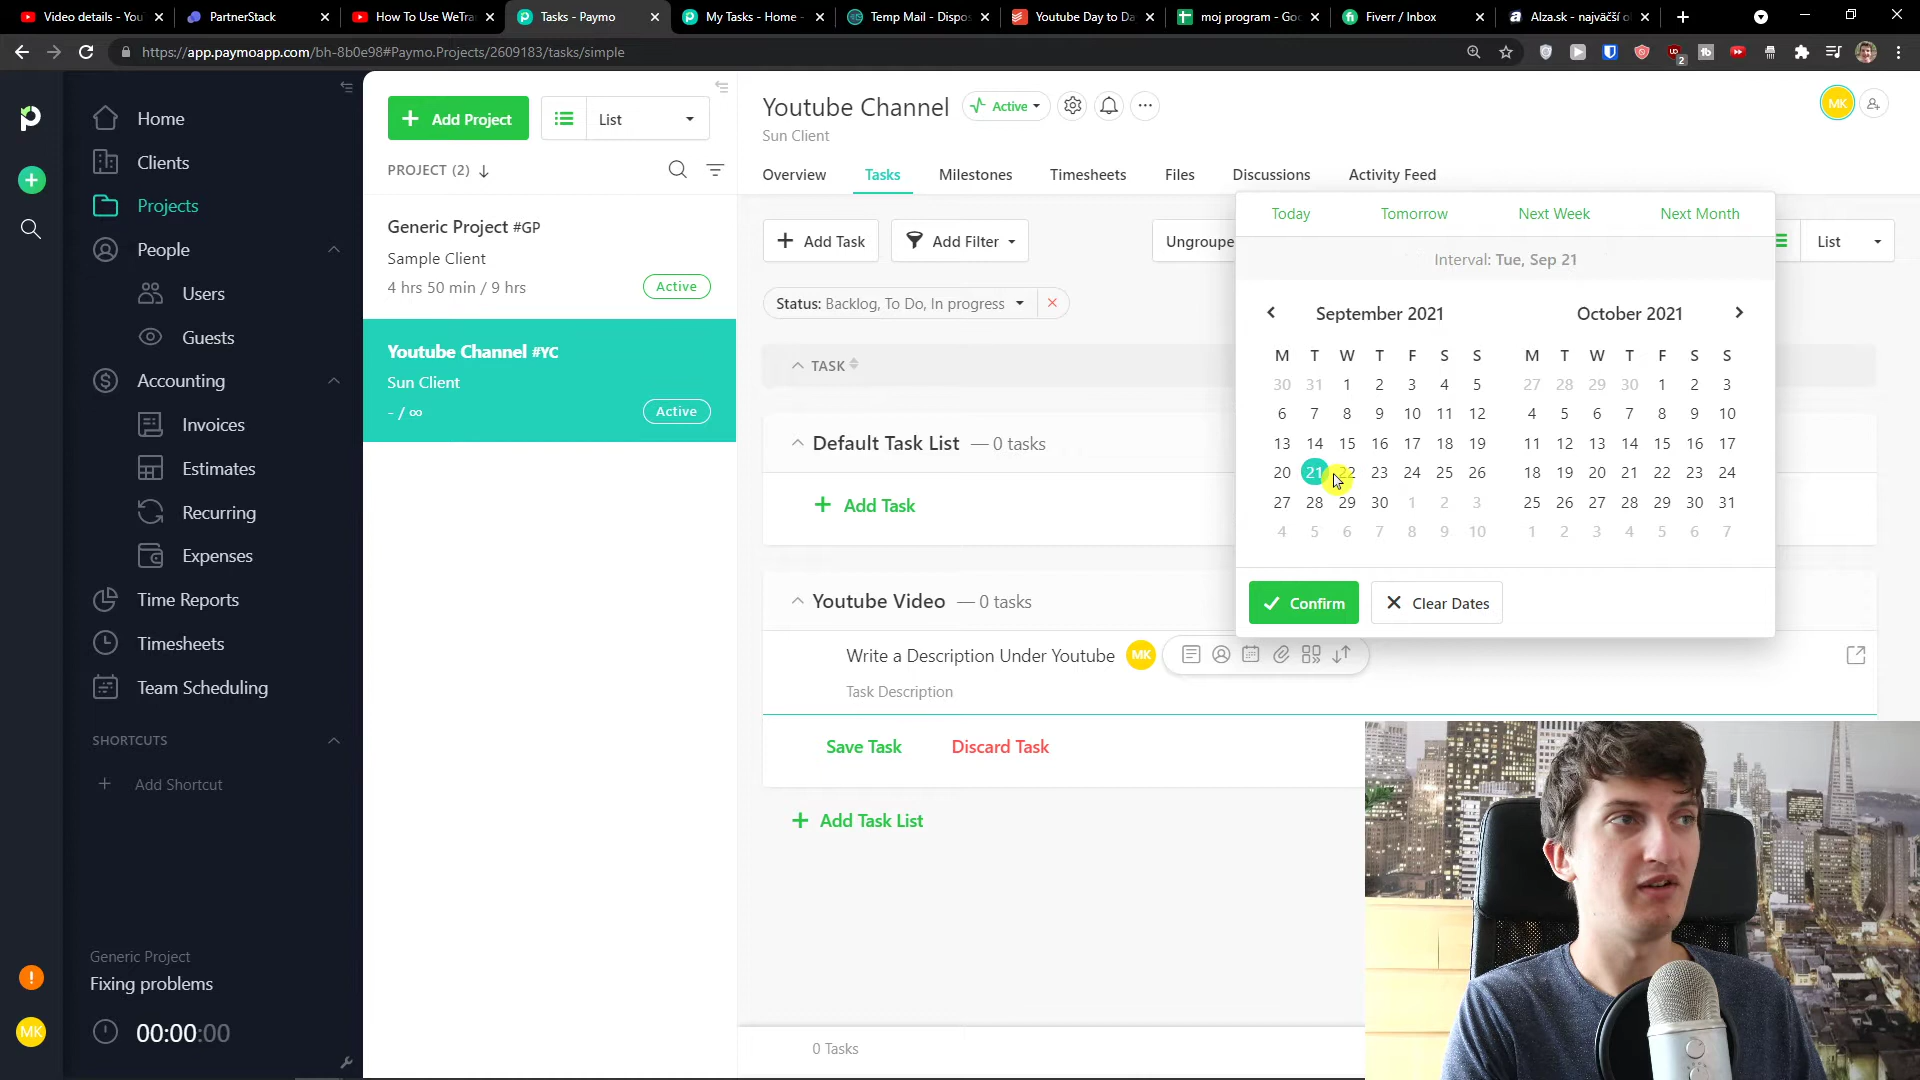 Video details - You
PartnerStack
How To Use WeTra
Tasks - Paymo
My Tasks - Home -
Temp Mail - Dispos
Youtube Day to Da
moj program - Goo
Fiverr / Inbox
Alza.sk - najväčší o
https://app.paymoapp.com/bh-8b0e98#Paymo.Projects/2609183/tasks/simple
Home
Clients
Projects
People
Users
Guests
Accounting
Invoices
Estimates
Recurring
Expenses
Time Reports
Timesheets
Team Scheduling
SHORTCUTS
Add Shortcut
Generic Project
Fixing problems
MK
00:00:00
Add Project
List
PROJECT (2)
Generic Project #GP
Sample Client
4 hrs 50 min / 9 hrs
Active
Youtube Channel #YC
Sun Client
- / ∞
Active
Youtube Channel
Active
MK
Sun Client
Overview
Tasks
Milestones
Timesheets
Files
Discussions
Activity Feed
Add Task
Add Filter
Ungroupe
List
Status: Backlog, To Do, In progress
TASK
Default Task List — 0 tasks
Add Task
Youtube Video — 0 tasks
Write a Description Under Youtube
MK
Task Description
Save Task
Discard Task
Add Task List
0 Tasks
Today
Tomorrow
Next Week
Next Month
Interval: Tue, Sep 21
September 2021
M T W T F S S
30 31 1 2 3 4 5
6 7 8 9 10 11 12
13 14 15 16 17 18 19
20 21 22 23 24 25 26
27 28 29 30 1 2 3
4 5 6 7 8 9 10
October 2021
M T W T F S S
27 28 29 30 1 2 3
4 5 6 7 8 9 10
11 12 13 14 15 16 17
18 19 20 21 22 23 24
25 26 27 28 29 30 31
1 2 3 4 5 6 7
Confirm
Clear Dates